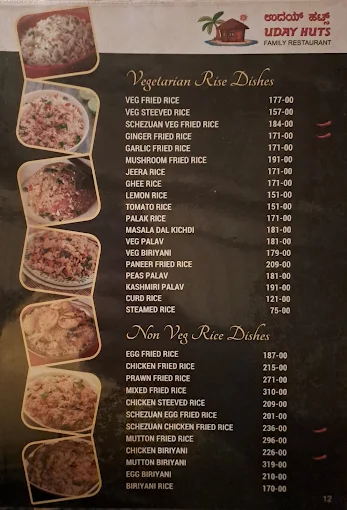 ಉದಯ್ ಹಟ್ಸ್
UDAY HUTS
FAMILY RESTAURANT
Vegetarian Rise Dishes
VEG FRIED RICE 177-00
VEG STEEVED RICE 157-00
SCHEZUAN VEG FRIED RICE 184-00
GINGER FRIED RICE 171-00
GARLIC FRIED RICE 171-00
MUSHROOM FRIED RICE 191-00
JEERA RICE 171-00
GHEE RICE 171-00
LEMON RICE 151-00
TOMATO RICE 151-00
PALAK RICE 171-00
MASALA DAL KICHDI 181-00
VEG PALAV 181-00
VEG BIRIYANI 179-00
PANEER FRIED RICE 209-00
PEAS PALAV 181-00
KASHMIRI PALAV 191-00
CURD RICE 121-00
STEAMED RICE 75-00
Non Veg Rice Dishes
EGG FRIED RICE 187-00
CHICKEN FRIED RICE 215-00
PRAWN FRIED RICE 271-00
MIXED FRIED RICE 310-00
CHICKEN STEEVED RICE 209-00
SCHEZUAN EGG FRIED RICE 201-00
SCHEZUAN CHICKEN FRIED RICE 236-00
MUTTON FRIED RICE 296-00
CHICKEN BIRIYANI 226-00
MUTTON BIRIYANI 319-00
EGG BIRIYANI 210-00
BIRIYANI RICE 170-00
12